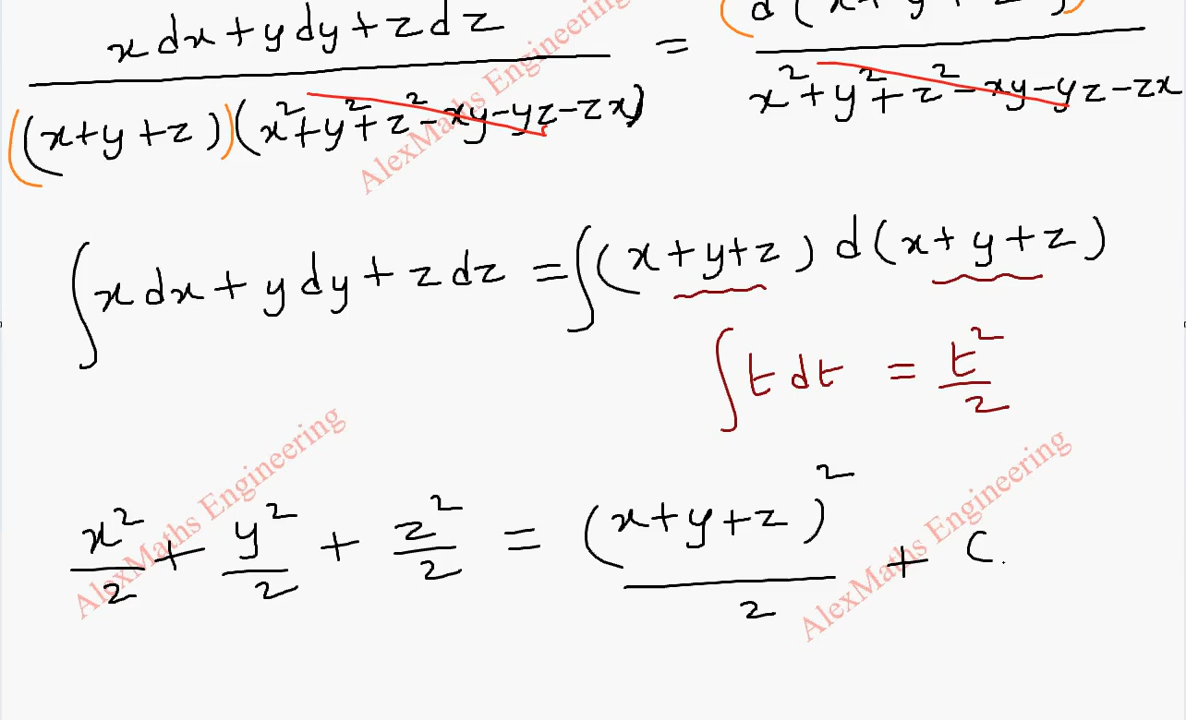 x dx + y dy + z dz = d(x+y+z)
((x+y+z))(x²+y²+z²-xy-yz-zx) x²+y²+z²-xy-yz-zx
∫ x dx + y dy + z dz = ∫ (x+y+z) d(x+y+z)
∫ t dt = t²/2
x²/2 + y²/2 + z²/2 = (x+y+z)²/2 + C.
AlexMaths Engineering
AlexMaths Engineering
AlexMaths Engineering